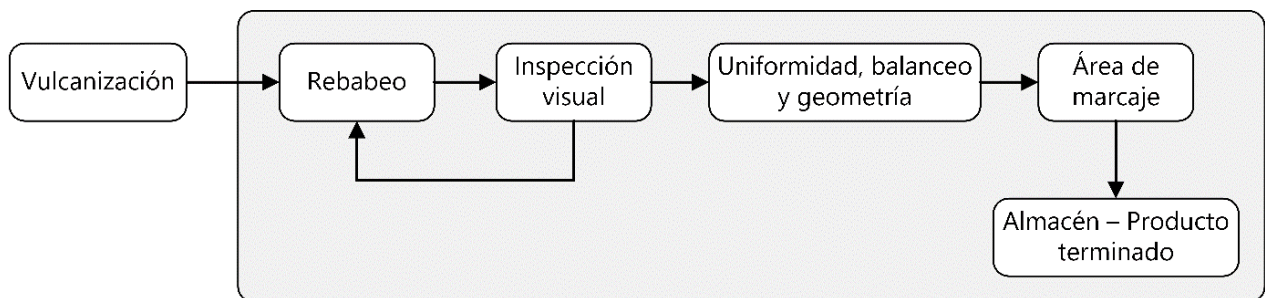 Vulcanización
Rebabeo
Inspección
visual
Uniformidad, balanceo
y geometría
Área de
marcaje
Almacén – Producto
terminado